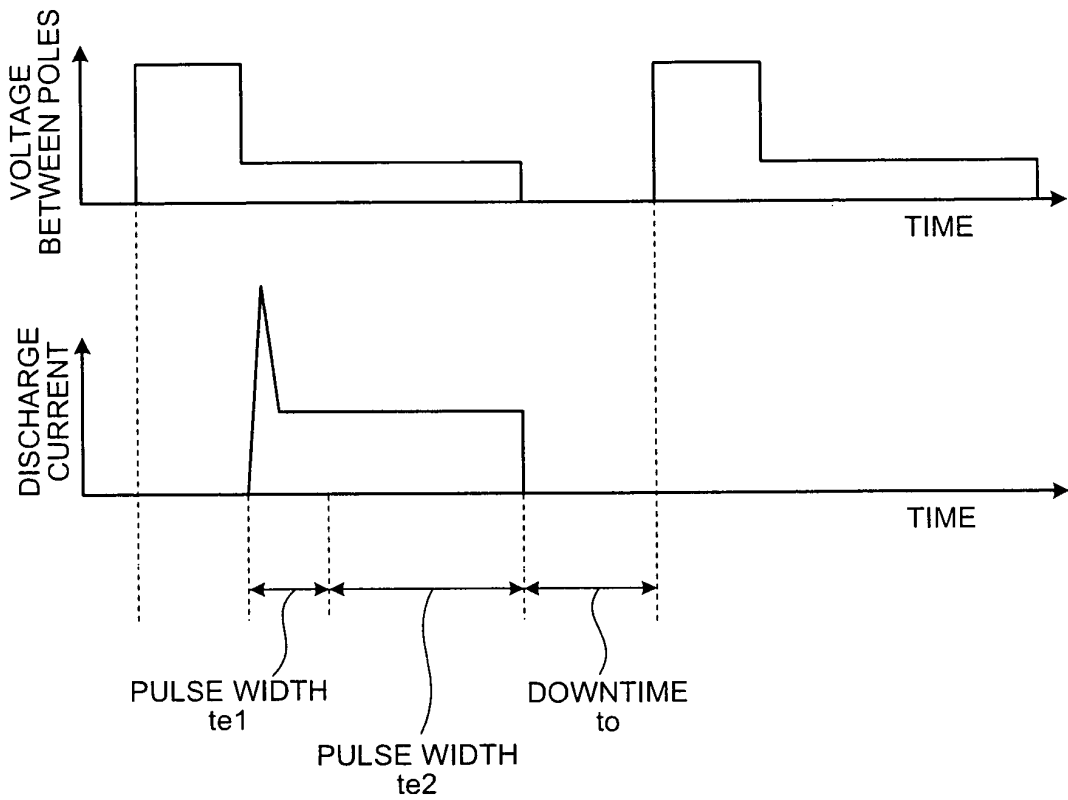 VOLTAGE
BETWEEN POLES
TIME
DISCHARGE
CURRENT
TIME
PULSE WIDTH
te1
DOWNTIME
to
PULSE WIDTH
te2